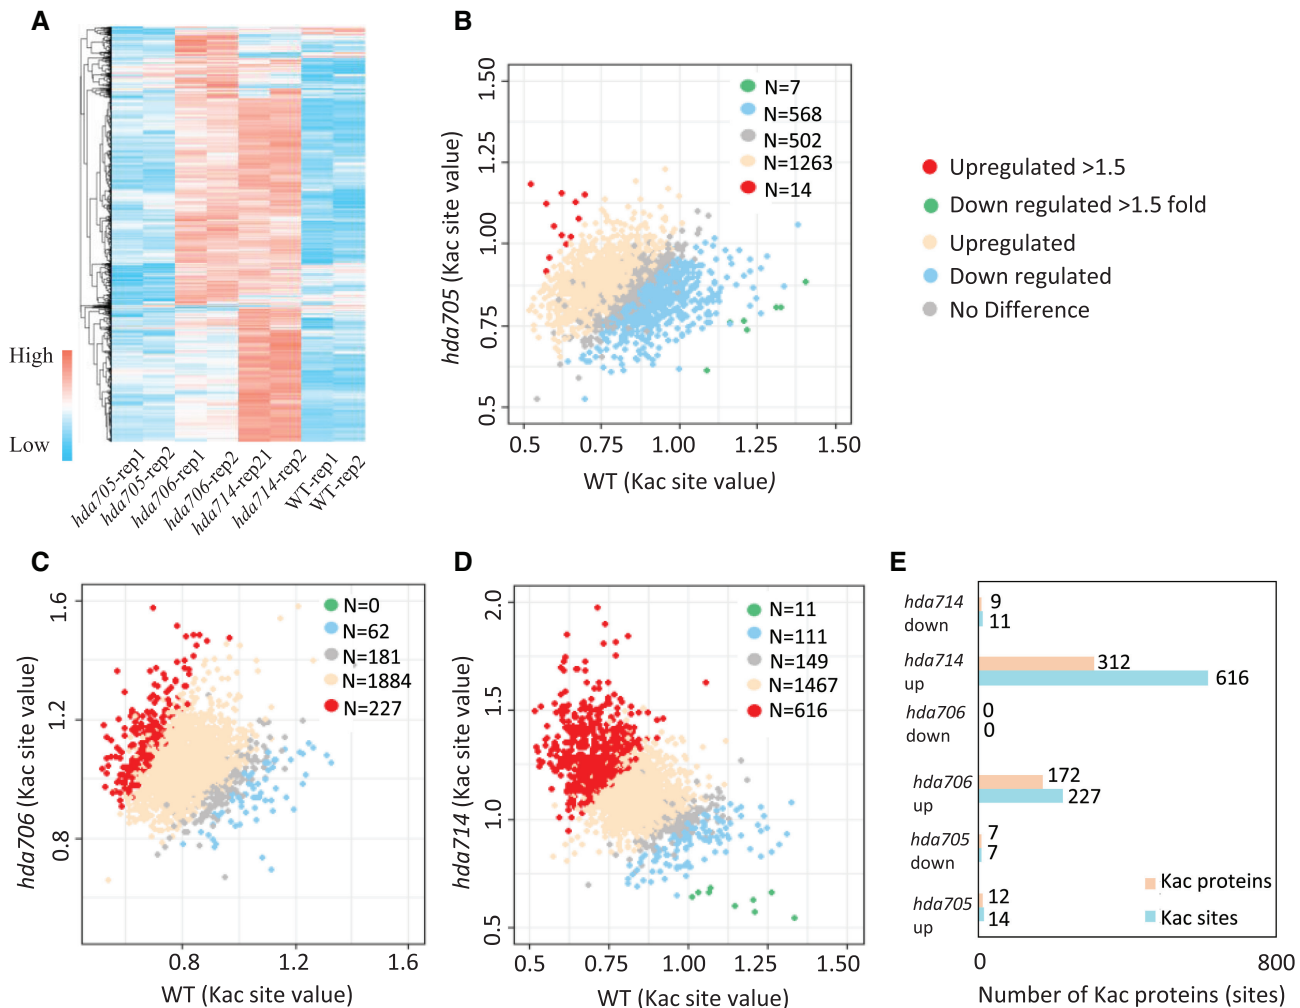 A
High
Low
hda705-rep1
hda705-rep2
hda706-rep1
hda706-rep2
hda714-rep21
hda714-rep2
WT-rep1
WT-rep2
B
hda705 (Kac site value)
1.50
1.25
1.00
0.75
0.5
N=7
N=568
N=502
N=1263
N=14
0.5
0.75
1.00
1.50
WT (Kac site value)
Upregulated >1.5
Down regulated >1.5 fold
Upregulated
Down regulated
No Difference
C
hda706 (Kac site value)
1.6
1.2
0.8
N=0
N=62
N=181
N=1884
N=227
0.8
1.2
1.6
WT (Kac site value)
D
hda714 (Kac site value)
2.0
1.5
1.0
0.5
N=11
N=111
N=149
N=1467
N=616
0.5
0.75
1.00
1.25
1.50
WT (Kac site value)
E
hda714
down
9
11
hda714
up
312
616
hda706
down
0
0
hda706
up
172
227
hda705
down
7
7
hda705
up
12
14
Kac proteins
Kac sites
0
800
Number of Kac proteins (sites)